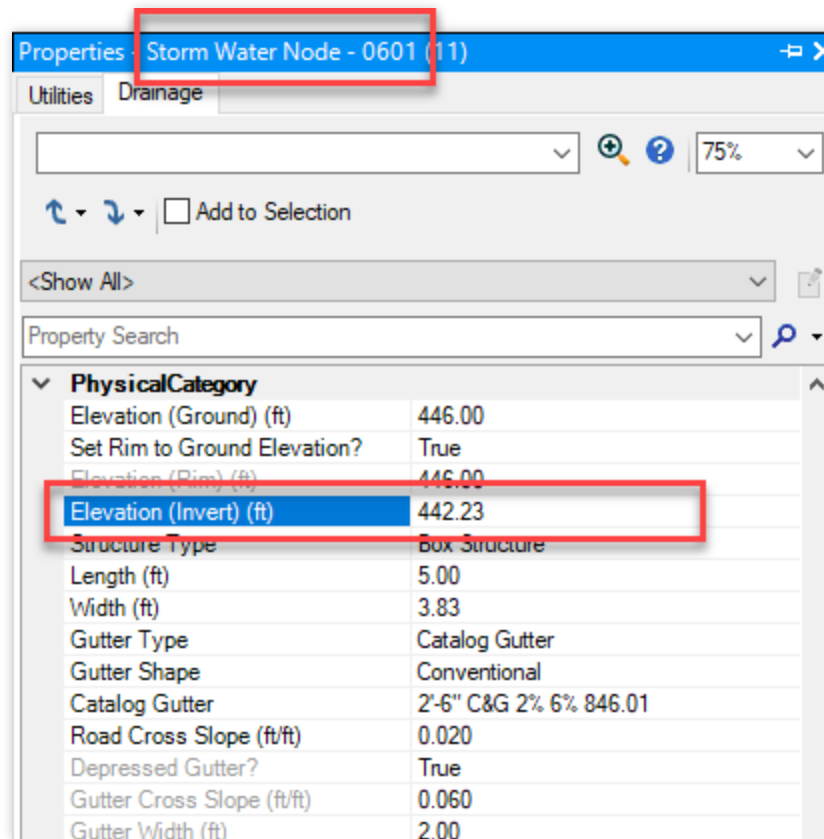 Properties - Storm Water Node - 0601 (11)
Utilities Drainage
75%
Add to Selection
<Show All>
Property Search
PhysicalCategory
Elevation (Ground) (ft) 446.00
Set Rim to Ground Elevation? True
Elevation (Rim) (ft) 446.00
Elevation (Invert) (ft) 442.23
Structure Type Box Structure
Length (ft) 5.00
Width (ft) 3.83
Gutter Type Catalog Gutter
Gutter Shape Conventional
Catalog Gutter 2'-6" C&G 2% 6% 846.01
Road Cross Slope (ft/ft) 0.020
Depressed Gutter? True
Gutter Cross Slope (ft/ft) 0.060
Gutter Width (ft) 2.00